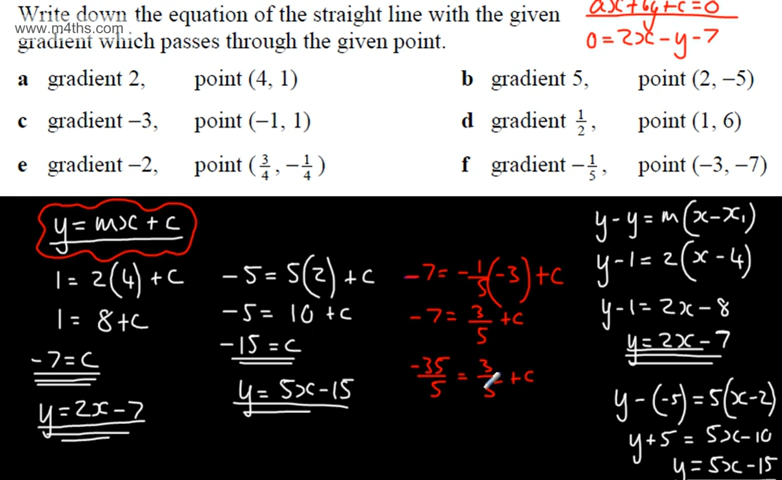 Write down the equation of the straight line with the given
gradient which passes through the given point.
www.m4ths.com
ax+by+c=0
0=2x-y-7
a gradient 2, point (4, 1)
b gradient 5, point (2, −5)
c gradient −3, point (−1, 1)
d gradient 1/2, point (1, 6)
e gradient −2, point (3/4, −1/4)
f gradient −1/5, point (−3, −7)
y=mx+c
1=2(4)+c
1=8+c
-7=c
y=2x-7
-5=5(2)+c
-5=10+c
-15=c
y=5x-15
-7=-1/5(-3)+c
-7=3/5+c
-35/5=3/5+c
y-y=m(x-x₁)
y-1=2(x-4)
y-1=2x-8
y=2x-7
y-(-5)=5(x-2)
y+5=5x-10
y=5x-15